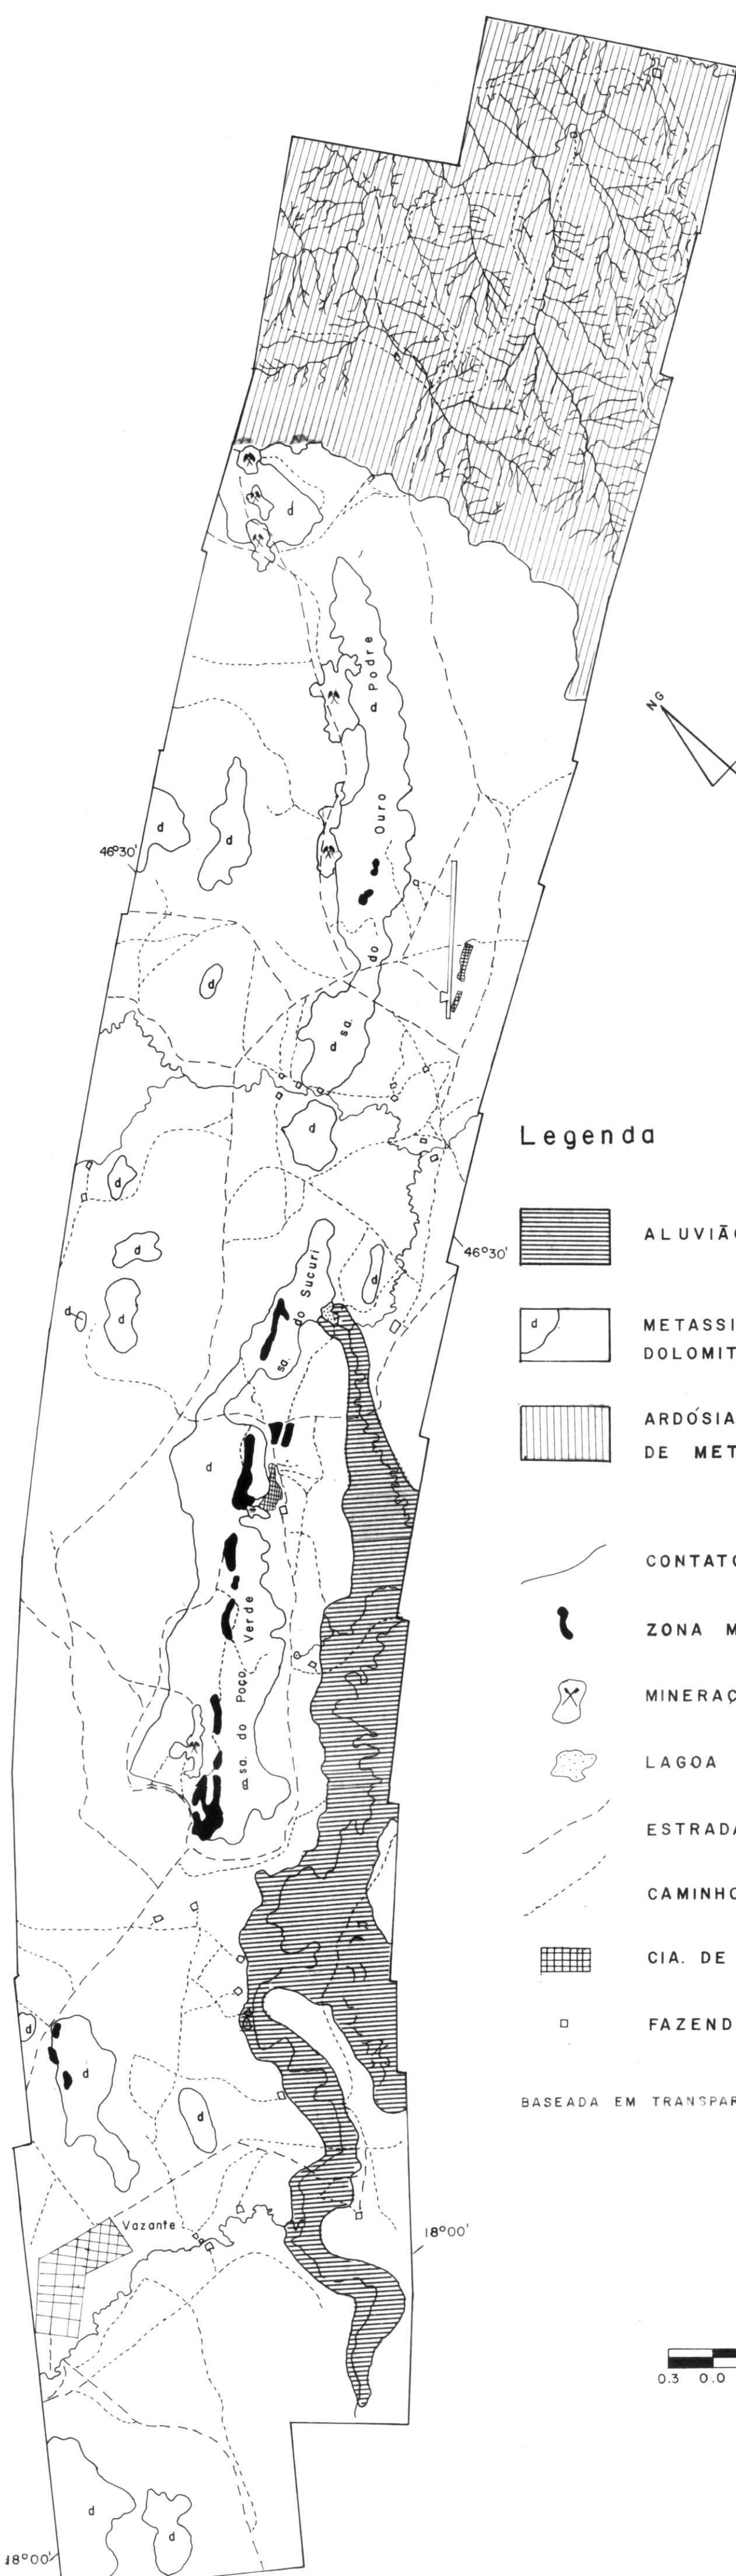 d
NG
d Podre
Ouro
d
d
46°30'
do
d
sa.
d
d
d
Legenda
ALUVIÃO
d
d
46°30'
do Sucuri
sa.
d
d
METASSI
DOLOMIT
d
ARDÓSIA
DE MET
d
CONTATO
Verde
ZONA M
Poço
do
sa.
d
MINERAÇ
LAGOA
ESTRADA
CAMINHO
CIA. DE
FAZEND
d
d
d
BASEADA EM TRANSPAR
Vazante
18°00'
0.3 0.0
d
d
18°00'